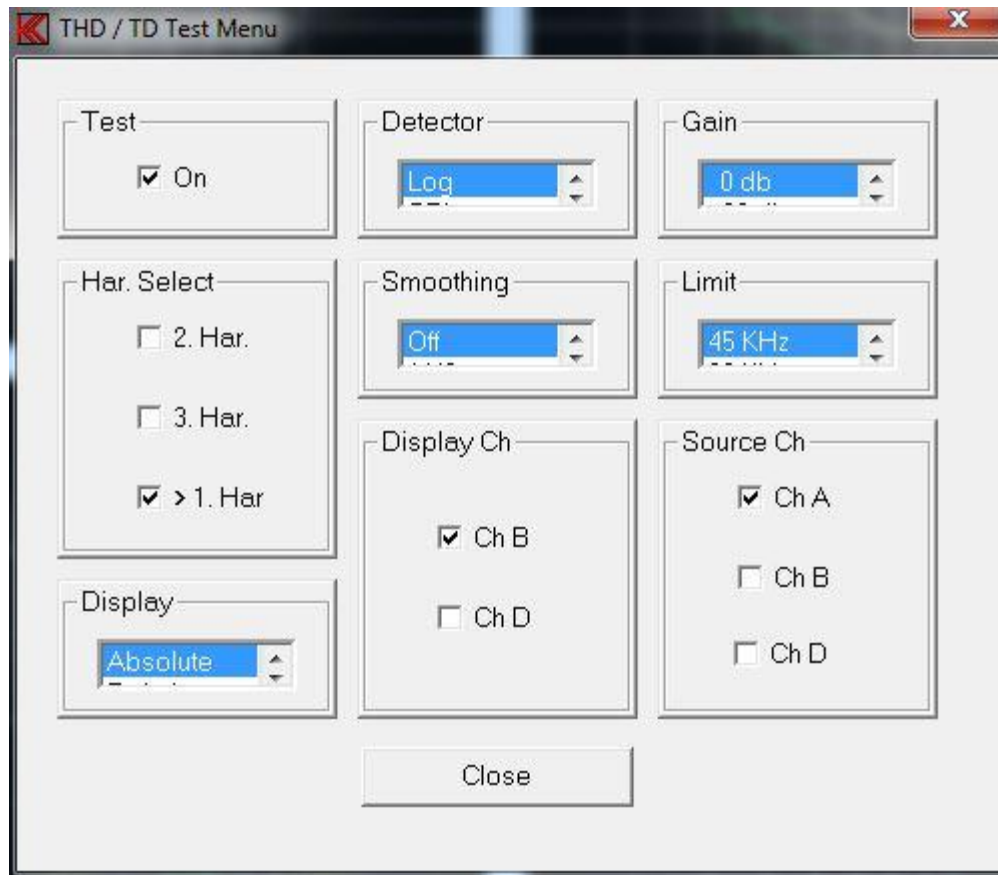 THD / TD Test Menu
Test
On
Detector
Log
Gain
0 db
Har. Select
2. Har.
3. Har.
> 1. Har
Smoothing
Off
Limit
45 KHz
Display Ch
Ch B
Ch D
Source Ch
Ch A
Ch B
Ch D
Display
Absolute
Close